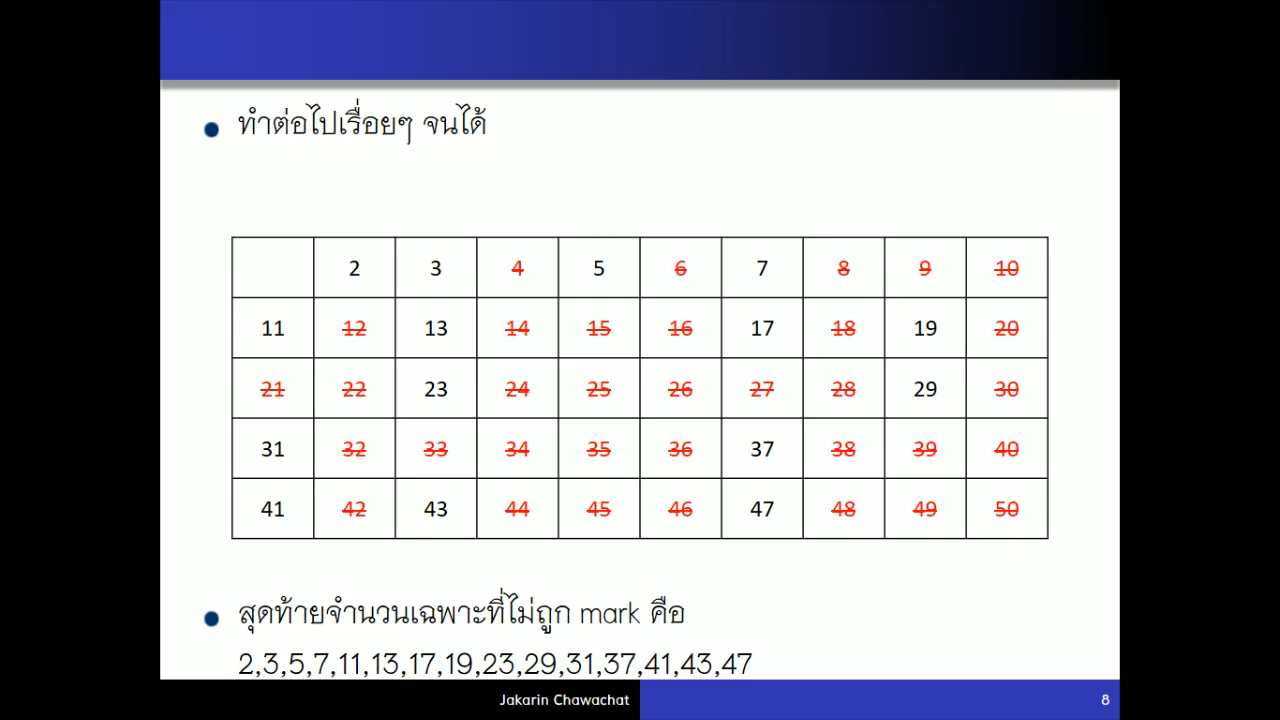 ทำต่อไปเรื่อยๆ จนได้
2 3 4 5 6 7 8 9 10
11 12 13 14 15 16 17 18 19 20
21 22 23 24 25 26 27 28 29 30
31 32 33 34 35 36 37 38 39 40
41 42 43 44 45 46 47 48 49 50
สุดท้ายจำนวนเฉพาะที่ไม่ถูก mark คือ
2,3,5,7,11,13,17,19,23,29,31,37,41,43,47
Jakarin Chawachat 8